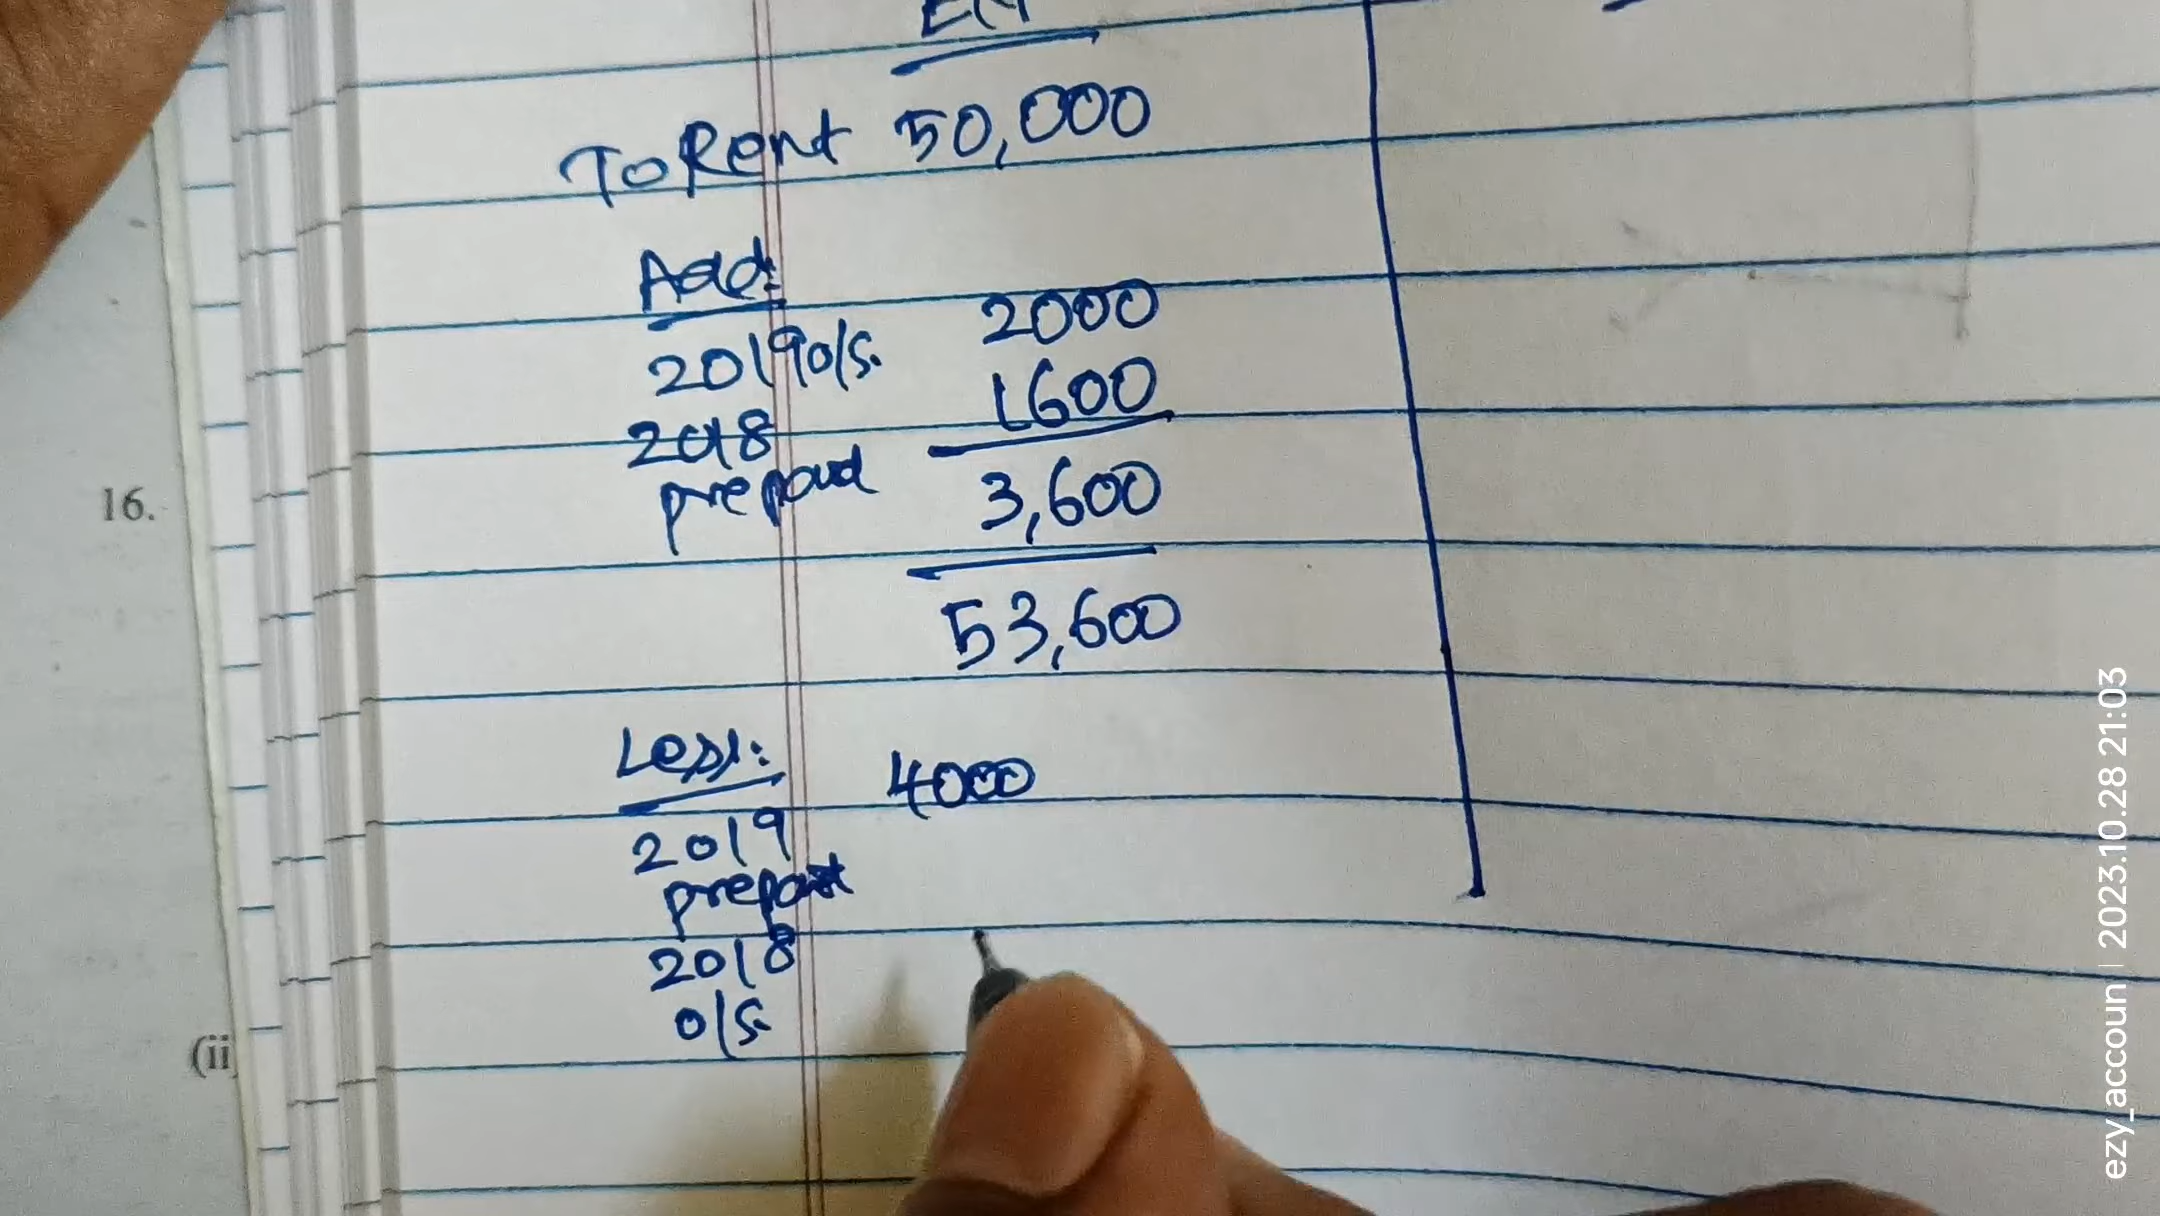 To Rent 50,000
Add:
2019 o/s. 2000
2018 1600
prepaid 3,600
53,600
Less: 4000
2019
prepaid
2018
o/s.
16.
(ii
ezy_accoun | 2023.10.28 21:03